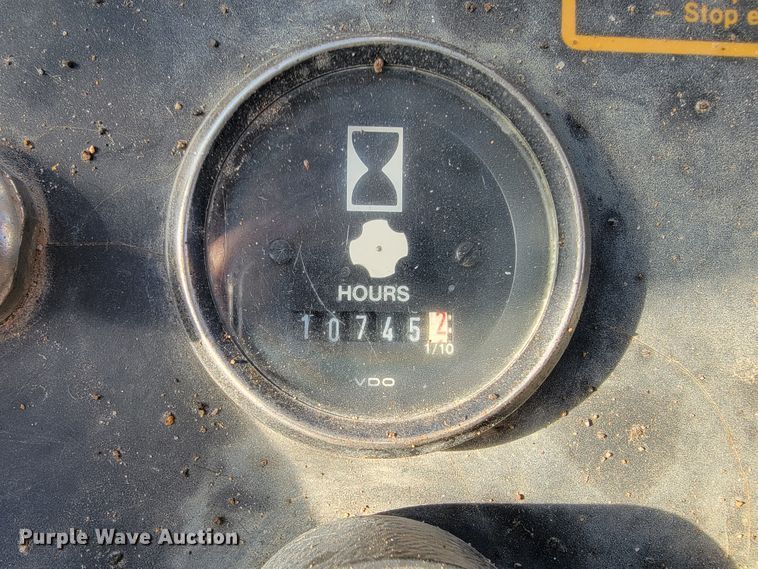 – Stop e
HOURS
107452
1/10
VDO
Purple Wave Auction